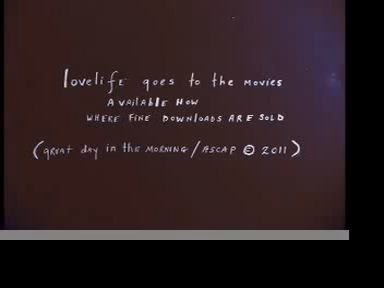 lovelife goes to the movies
AVAilABLE NOW
WHERE FINE DOWNLOADS ARE SOLD
(great day in the MORNING / ASCAP © 2011)